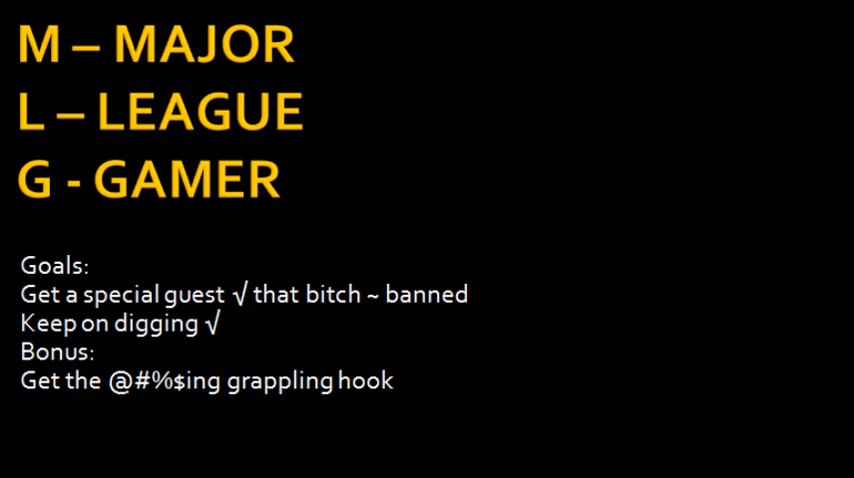 M – MAJOR
L – LEAGUE
G - GAMER
Goals:
Get a special guest √ that bitch ~ banned
Keep on digging √
Bonus:
Get the @#%$ing grappling hook